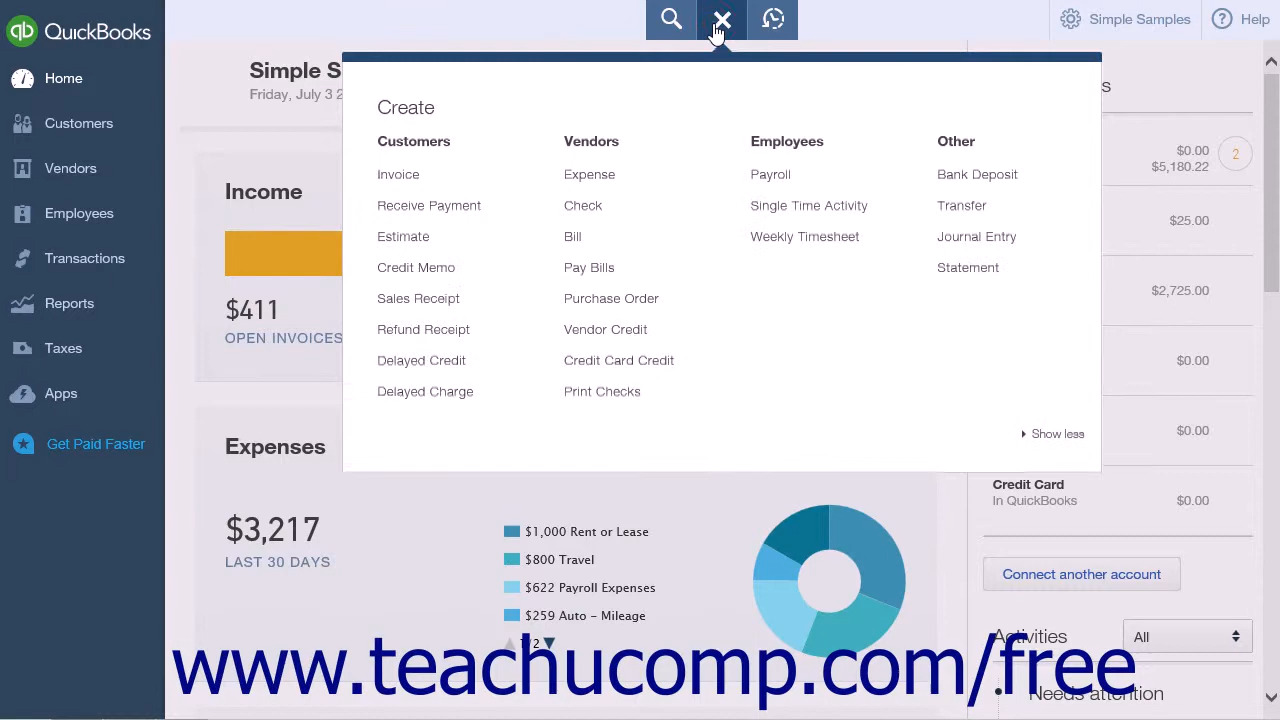 QuickBooks
Simple Samples
Help
Home
Customers
Vendors
Employees
Transactions
Reports
Taxes
Apps
Get Paid Faster
Simple S
Friday, July 3 2
Income
$411
OPEN INVOICES
Create
Customers
Invoice
Receive Payment
Estimate
Credit Memo
Sales Receipt
Refund Receipt
Delayed Credit
Delayed Charge
Vendors
Expense
Check
Bill
Pay Bills
Purchase Order
Vendor Credit
Credit Card Credit
Print Checks
Employees
Payroll
Single Time Activity
Weekly Timesheet
Other
Bank Deposit
Transfer
Journal Entry
Statement
Show less
s
$0.00
$5,180.22
2
$25.00
$2,725.00
$0.00
$0.00
Credit Card
In QuickBooks
$0.00
Connect another account
Activities
All
Needs attention
Expenses
$3,217
LAST 30 DAYS
$1,000 Rent or Lease
$800 Travel
$622 Payroll Expenses
$259 Auto – Mileage
1/2
www.teachucomp.com/free